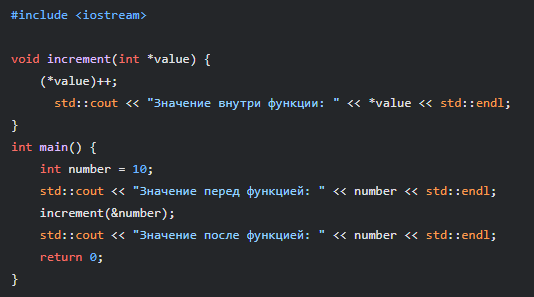 #include <iostream>

void increment(int *value) {
    (*value)++;
      std::cout << "Значение внутри функции: " << *value << std::endl;
}
int main() {
    int number = 10;
    std::cout << "Значение перед функцией: " << number << std::endl;
    increment(&number);
    std::cout << "Значение после функцией: " << number << std::endl;
    return 0;
}